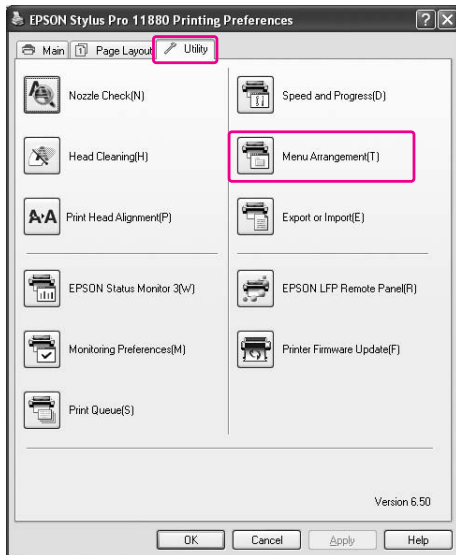 EPSON Stylus Pro 11880 Printing Preferences
Main Page Layout Utility
Nozzle Check(N)
Speed and Progress(D)
Head Cleaning(H)
Menu Arrangement(T)
A A Print Head Alignment(P)
Export or Import(E)
EPSON Status Monitor 3(W)
EPSON LFP Remote Panel(R)
Monitoring Preferences(M)
Printer Firmware Update(F)
Print Queue(S)
Version 6.50
OK Cancel Apply Help